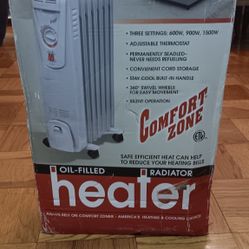 • THREE SETTINGS: 600W, 900W, 1500W
• ADJUSTABLE THERMOSTAT
• PERMANENTLY SEALED-
NEVER NEEDS REFUELING
• CONVENIENT CORD STORAGE
• STAY COOL BUILT-IN HANDLE
• 360° SWIVEL WHEELS
FOR EASY MOVEMENT
• SILENT OPERATION
COMFORT
ZONE
SAFE EFFICIENT HEAT CAN HELP
TO REDUCE YOUR HEATING BILL!
OIL-FILLED RADIATOR
heater
COMFORT ZONE® - AMERICA'S HEATING & COOLING CHOICE